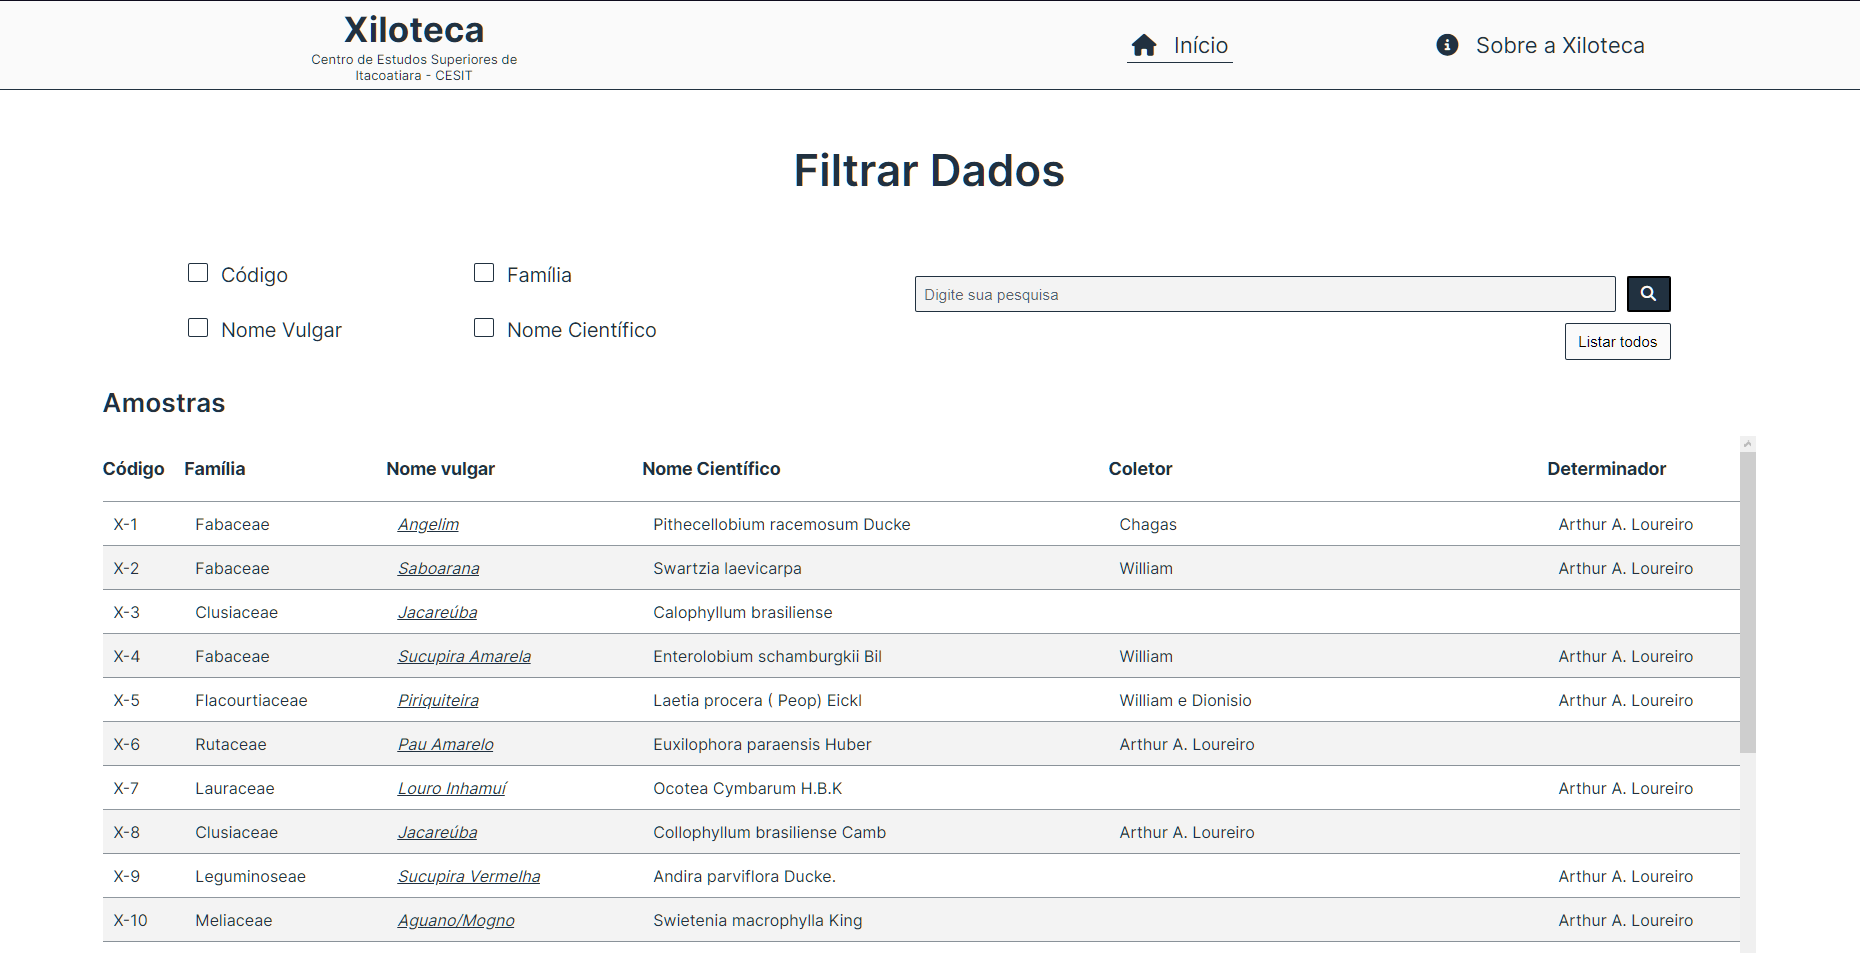 Xiloteca
Centro de Estudos Superiores de
Itacoatiara - CESIT
Início
Sobre a Xiloteca
Filtrar Dados
Código
Família
Nome Vulgar
Nome Científico
Digite sua pesquisa
Listar todos
Amostras
Código Família Nome vulgar Nome Científico Coletor Determinador
X-1 Fabaceae Angelim Pithecellobium racemosum Ducke Chagas Arthur A. Loureiro
X-2 Fabaceae Saboarana Swartzia laevicarpa William Arthur A. Loureiro
X-3 Clusiaceae Jacareúba Calophyllum brasiliense
X-4 Fabaceae Sucupira Amarela Enterolobium schamburgkii Bil William Arthur A. Loureiro
X-5 Flacourtiaceae Piriquiteira Laetia procera ( Peop) Eickl William e Dionisio Arthur A. Loureiro
X-6 Rutaceae Pau Amarelo Euxilophora paraensis Huber Arthur A. Loureiro
X-7 Lauraceae Louro Inhamuí Ocotea Cymbarum H.B.K Arthur A. Loureiro
X-8 Clusiaceae Jacareúba Collophyllum brasiliense Camb Arthur A. Loureiro
X-9 Leguminoseae Sucupira Vermelha Andira parviflora Ducke. Arthur A. Loureiro
X-10 Meliaceae Aguano/Mogno Swietenia macrophylla King Arthur A. Loureiro